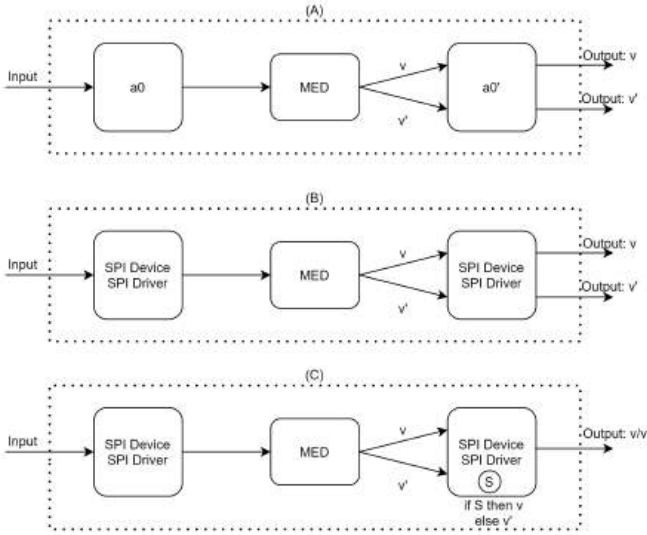 (A)
Input
a0
MED
v
v'
a0'
Output: v
Output: v'
(B)
Input
SPI Device
SPI Driver
MED
v
v'
SPI Device
SPI Driver
Output: v
Output: v'
(C)
Input
SPI Device
SPI Driver
MED
v
v'
SPI Device
SPI Driver
S
if S then v
else v'
Output: v/v